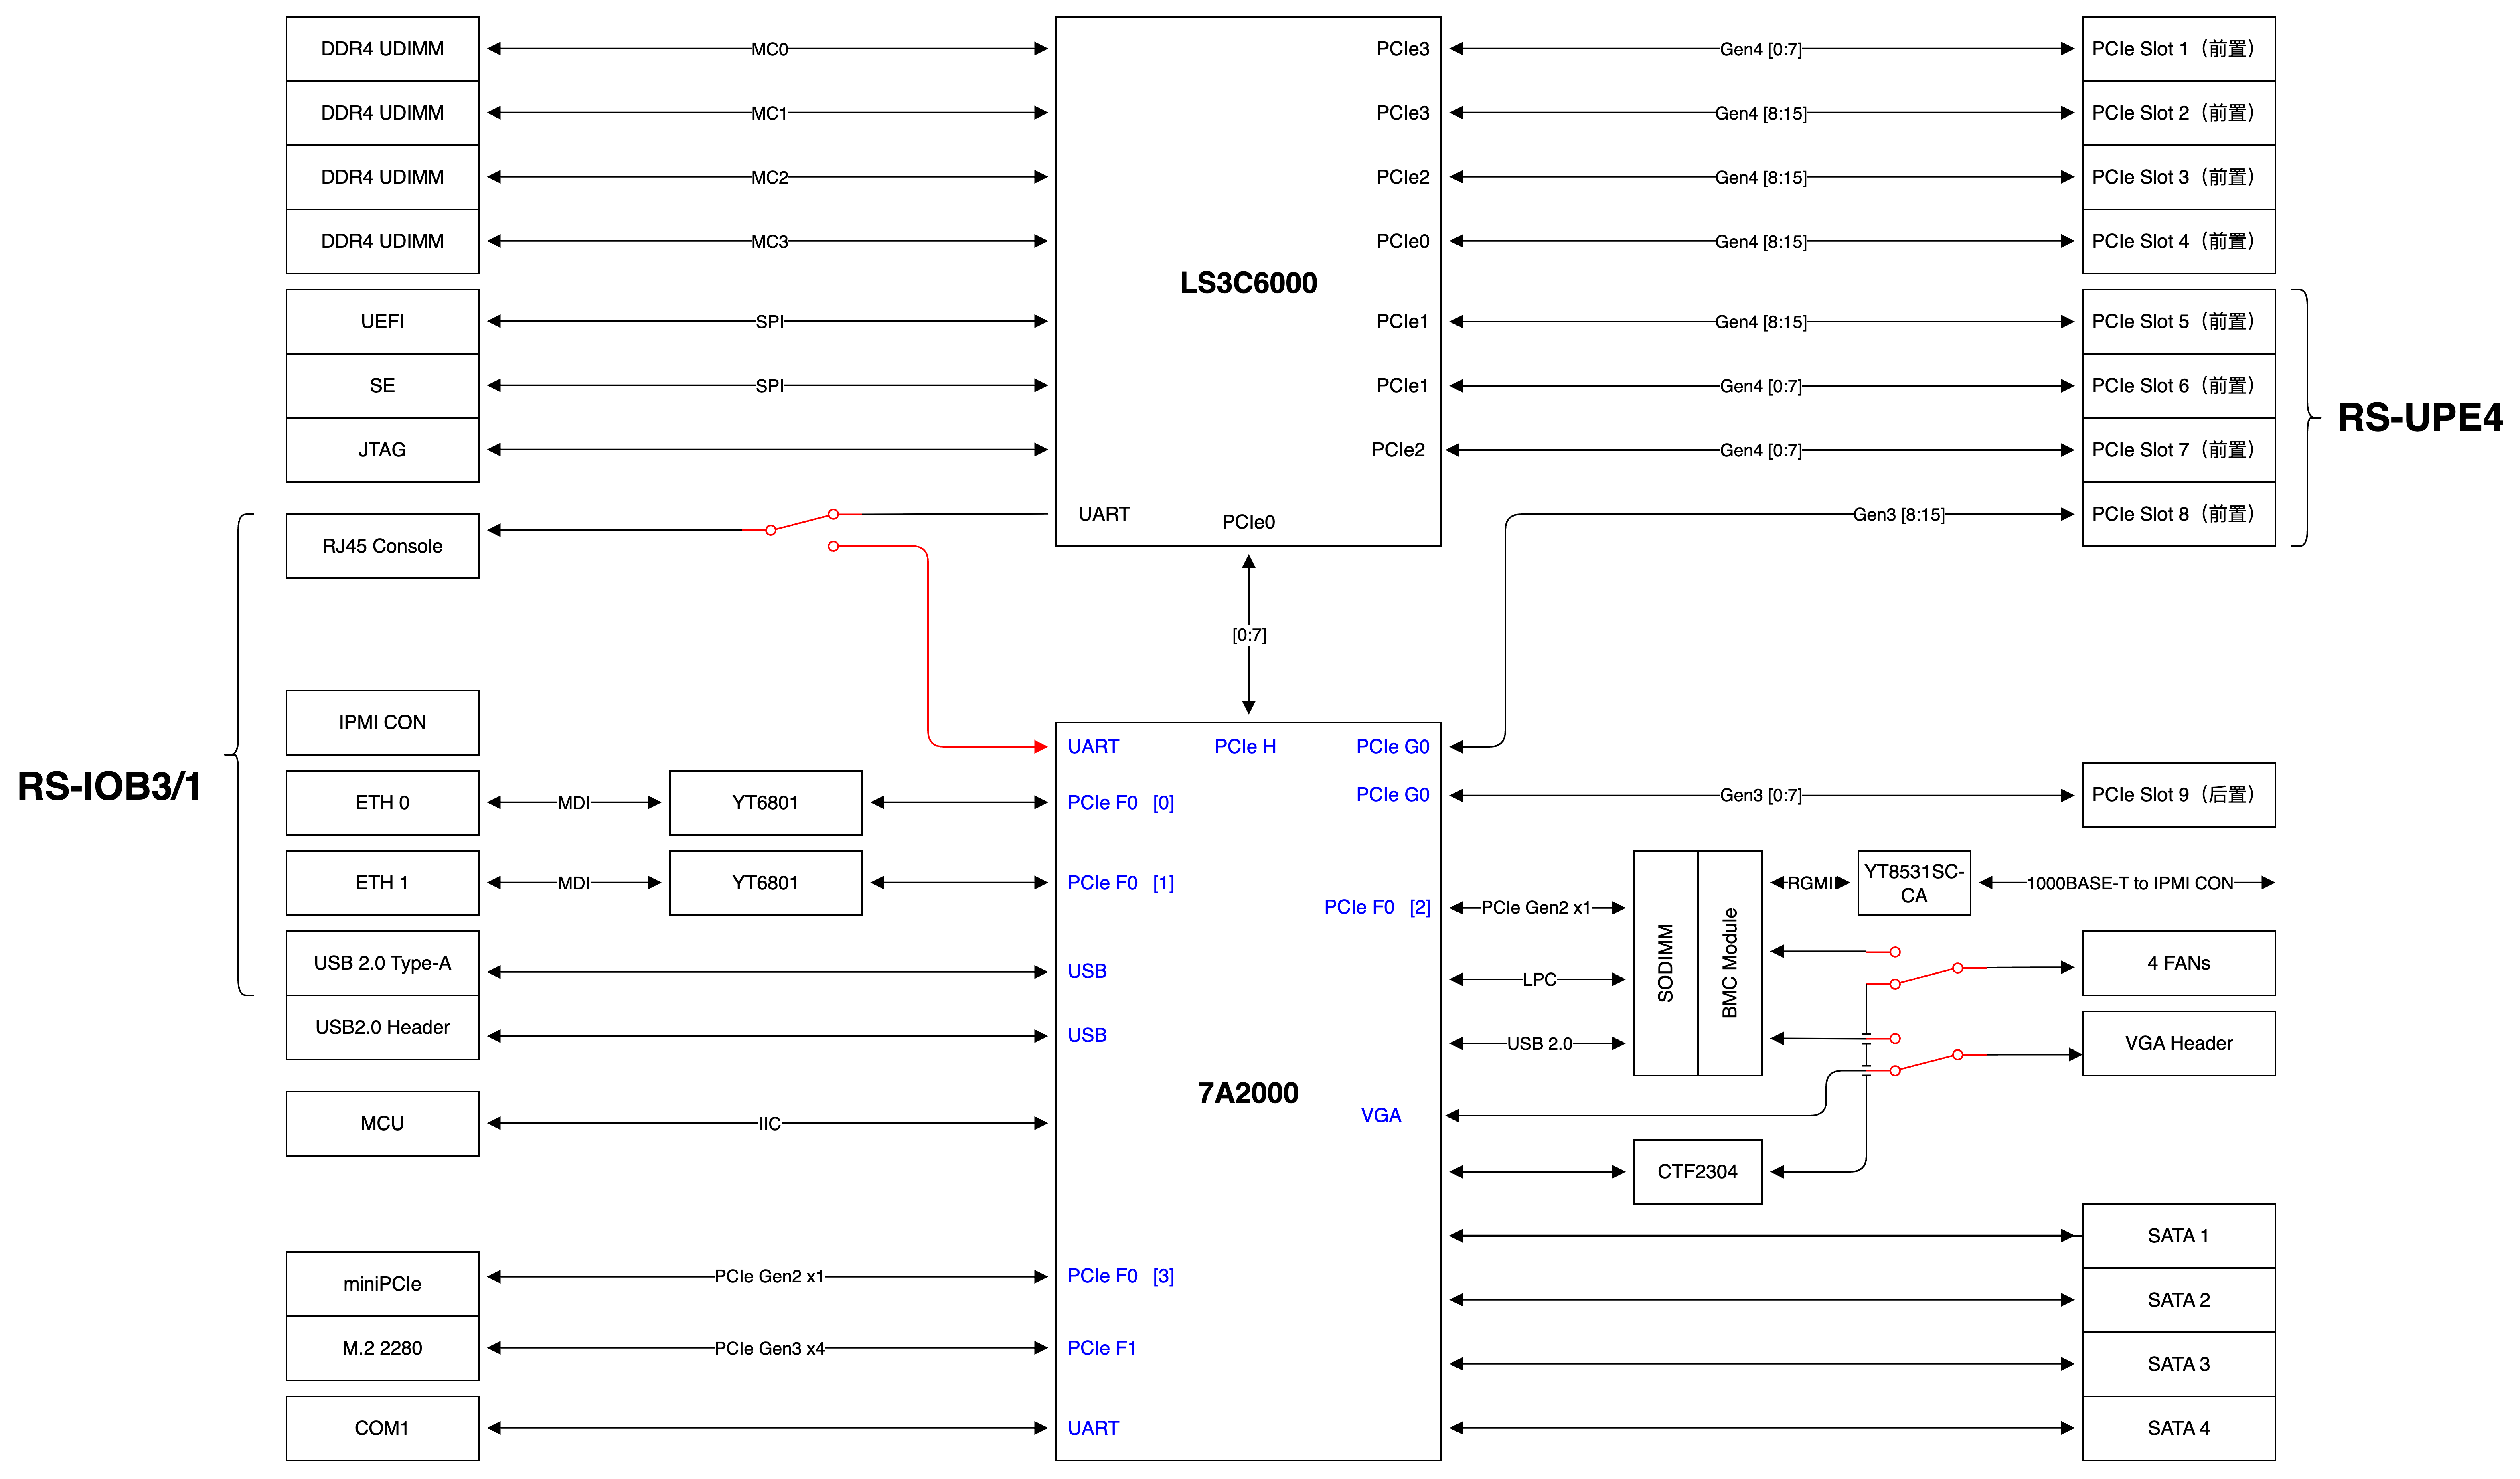 DDR4 UDIMM
MC0
PCIe3
Gen4 [0:7]
PCIe Slot 1（前置）
DDR4 UDIMM
MC1
PCIe3
Gen4 [8:15]
PCIe Slot 2（前置）
DDR4 UDIMM
MC2
PCIe2
Gen4 [8:15]
PCIe Slot 3（前置）
DDR4 UDIMM
MC3
PCIe0
Gen4 [8:15]
PCIe Slot 4（前置）
LS3C6000
UEFI
SPI
PCIe1
Gen4 [8:15]
PCIe Slot 5（前置）
SE
SPI
PCIe1
Gen4 [0:7]
PCIe Slot 6（前置）
RS-UPE4
JTAG
PCIe2
Gen4 [0:7]
PCIe Slot 7（前置）
UART
PCIe0
Gen3 [8:15]
PCIe Slot 8（前置）
RJ45 Console
[0:7]
IPMI CON
UART
PCIe H
PCIe G0
RS-IOB3/1
ETH 0
MDI
YT6801
PCIe F0 [0]
PCIe G0
Gen3 [0:7]
PCIe Slot 9（后置）
ETH 1
MDI
YT6801
PCIe F0 [1]
PCIe F0 [2]
PCIe Gen2 x1
SODIMM
BMC Module
RGMII
YT8531SC-
CA
1000BASE-T to IPMI CON
USB 2.0 Type-A
USB
LPC
4 FANs
USB2.0 Header
USB
USB 2.0
VGA Header
7A2000
MCU
IIC
VGA
CTF2304
SATA 1
miniPCIe
PCIe Gen2 x1
PCIe F0 [3]
SATA 2
M.2 2280
PCIe Gen3 x4
PCIe F1
SATA 3
COM1
UART
SATA 4